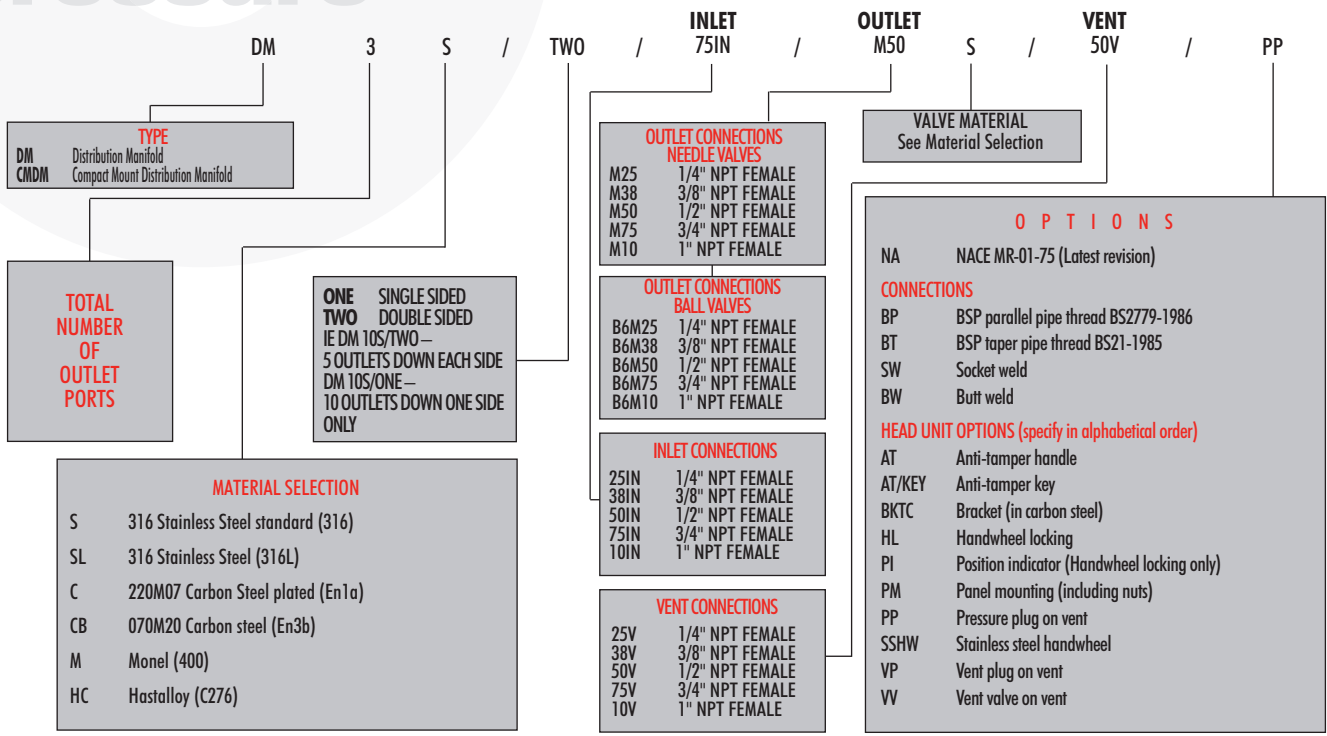 pressure
INLET OUTLET VENT
DM 3 S / TWO / 75IN / M50 S / 50V / PP
TYPE
DM Distribution Manifold
CMDM Compact Mount Distribution Manifold
TOTAL
NUMBER
OF
OUTLET
PORTS
ONE SINGLE SIDED
TWO DOUBLE SIDED
IE DM 10S/TWO –
5 OUTLETS DOWN EACH SIDE
DM 10S/ONE –
10 OUTLETS DOWN ONE SIDE
ONLY
MATERIAL SELECTION
S 316 Stainless Steel standard (316)
SL 316 Stainless Steel (316L)
C 220M07 Carbon Steel plated (En1a)
CB 070M20 Carbon steel (En3b)
M Monel (400)
HC Hastalloy (C276)
OUTLET CONNECTIONS
NEEDLE VALVES
M25 1/4" NPT FEMALE
M38 3/8" NPT FEMALE
M50 1/2" NPT FEMALE
M75 3/4" NPT FEMALE
M10 1" NPT FEMALE
OUTLET CONNECTIONS
BALL VALVES
B6M25 1/4" NPT FEMALE
B6M38 3/8" NPT FEMALE
B6M50 1/2" NPT FEMALE
B6M75 3/4" NPT FEMALE
B6M10 1" NPT FEMALE
INLET CONNECTIONS
25IN 1/4" NPT FEMALE
38IN 3/8" NPT FEMALE
50IN 1/2" NPT FEMALE
75IN 3/4" NPT FEMALE
10IN 1" NPT FEMALE
VENT CONNECTIONS
25V 1/4" NPT FEMALE
38V 3/8" NPT FEMALE
50V 1/2" NPT FEMALE
75V 3/4" NPT FEMALE
10V 1" NPT FEMALE
VALVE MATERIAL
See Material Selection
OPTIONS
NA NACE MR-01-75 (Latest revision)
CONNECTIONS
BP BSP parallel pipe thread BS2779-1986
BT BSP taper pipe thread BS21-1985
SW Socket weld
BW Butt weld
HEAD UNIT OPTIONS (specify in alphabetical order)
AT Anti-tamper handle
AT/KEY Anti-tamper key
BKTC Bracket (in carbon steel)
HL Handwheel locking
PI Position indicator (Handwheel locking only)
PM Panel mounting (including nuts)
PP Pressure plug on vent
SSHW Stainless steel handwheel
VP Vent plug on vent
VV Vent valve on vent